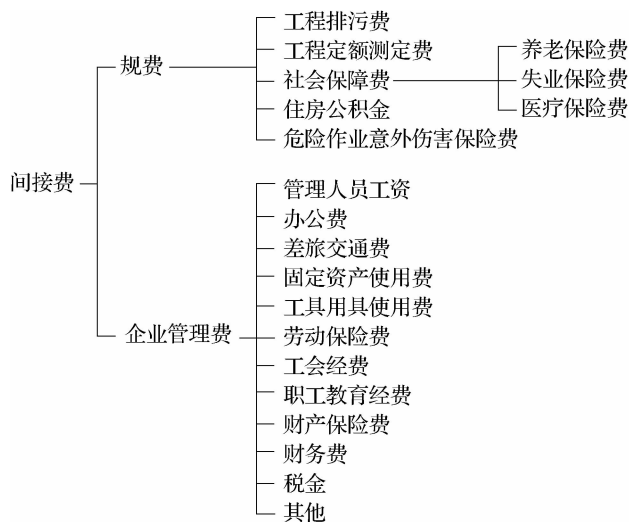 间接费
规费
工程排污费
工程定额测定费
社会保障费
养老保险费
失业保险费
医疗保险费
住房公积金
危险作业意外伤害保险费
企业管理费
管理人员工资
办公费
差旅交通费
固定资产使用费
工具用具使用费
劳动保险费
工会经费
职工教育经费
财产保险费
财务费
税金
其他